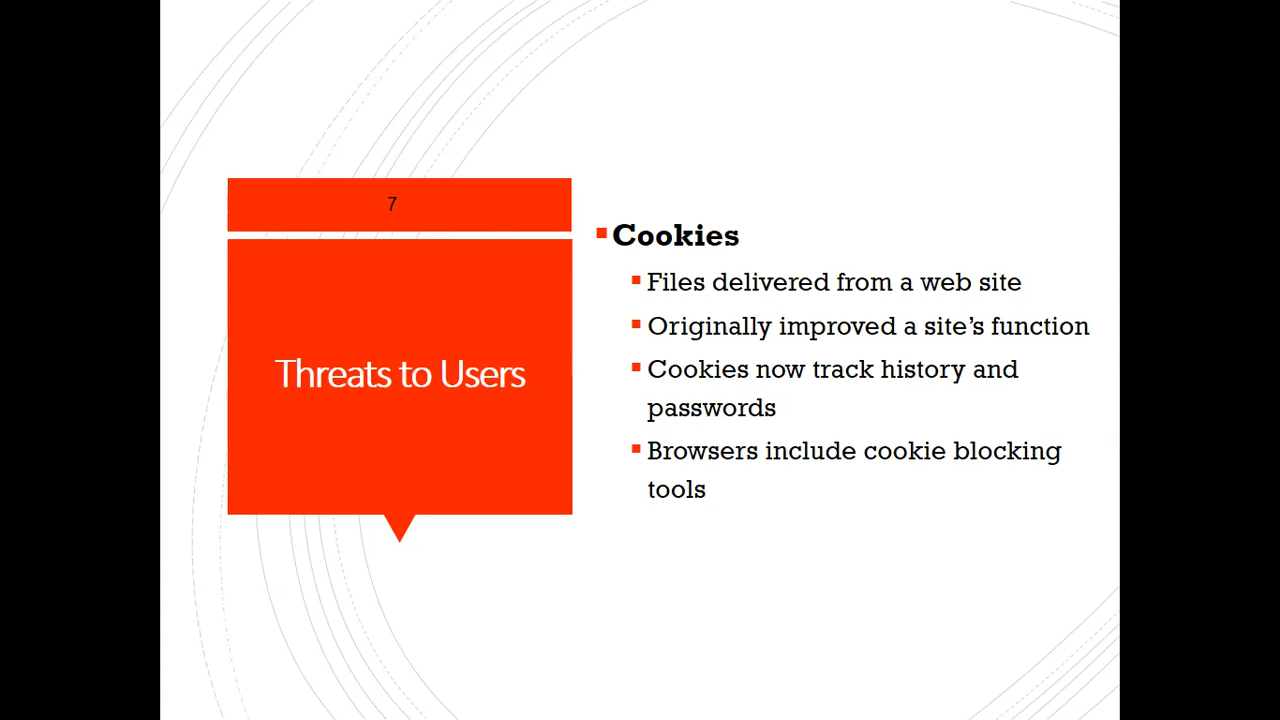 7
Threats to Users
Cookies
Files delivered from a web site
Originally improved a site’s function
Cookies now track history and
passwords
Browsers include cookie blocking
tools